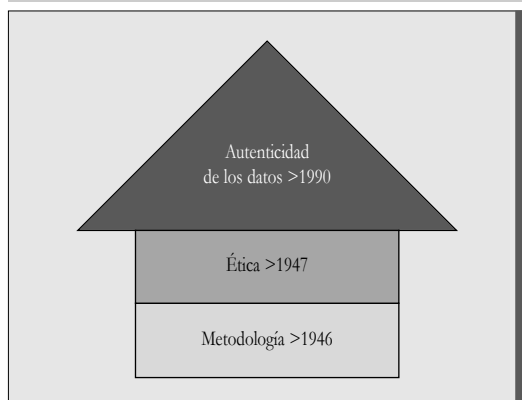 Autenticidad
de los datos >1990
Ética >1947
Metodología >1946